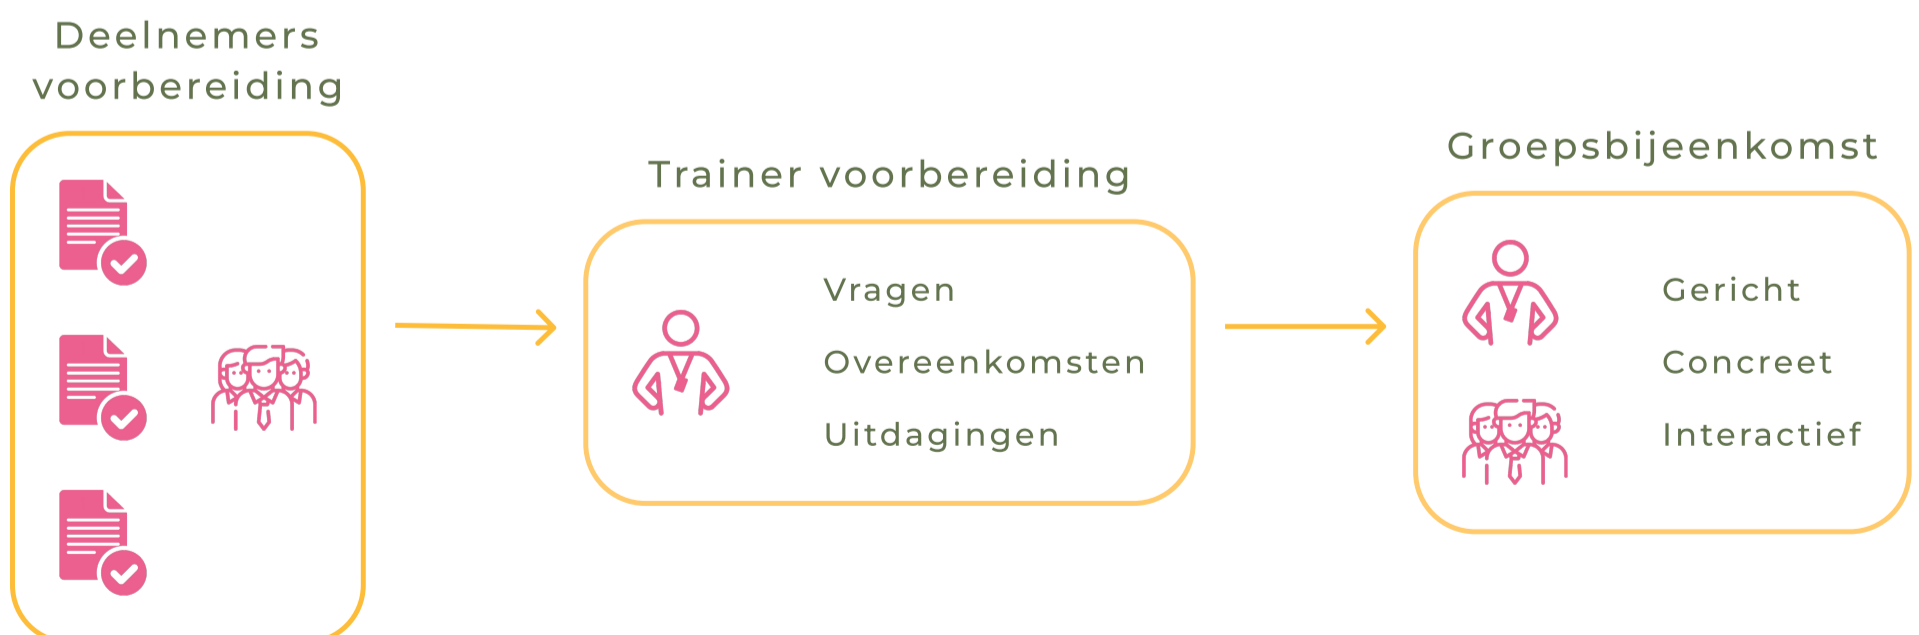 Deelnemers
voorbereiding
Trainer voorbereiding
Vragen
Overeenkomsten
Uitdagingen
Groepsbijeenkomst
Gericht
Concreet
Interactief